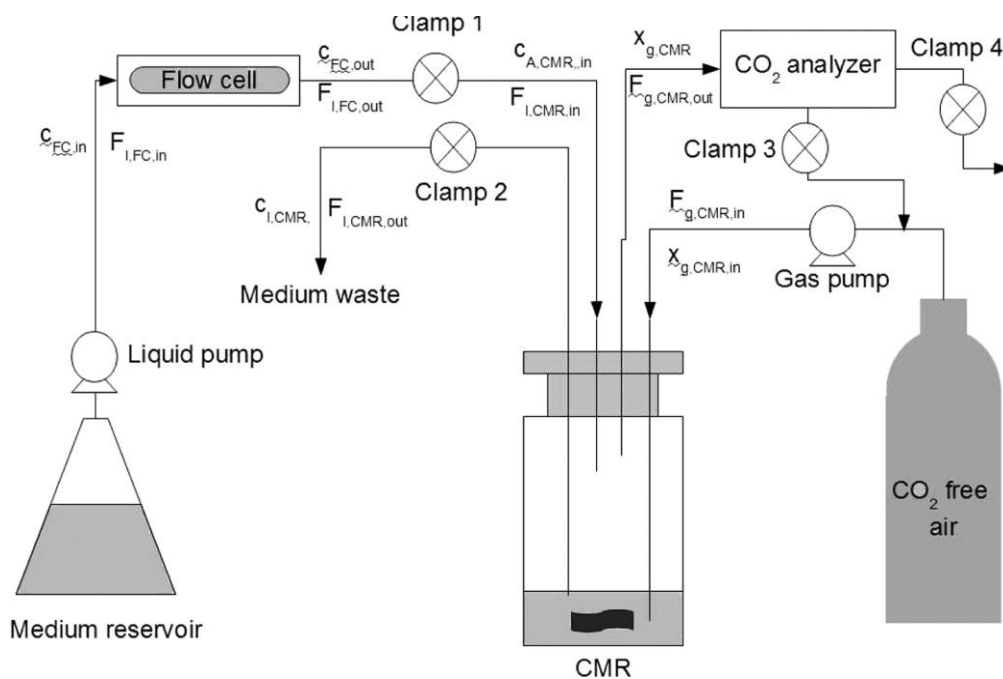 Clamp 1
c_FC,out
c_A,CMR,,in
x_g,CMR
CO₂ analyzer
Clamp 4
Flow cell
F_l,FC,out
F_l,CMR,in
F_g,CMR,out
c_FC,in
F_l,FC,in
Clamp 3
Clamp 2
c_l,CMR,
F_l,CMR,out
F_g,CMR,in
x_g,CMR,in
Gas pump
Medium waste
Liquid pump
CO₂ free
air
Medium reservoir
CMR